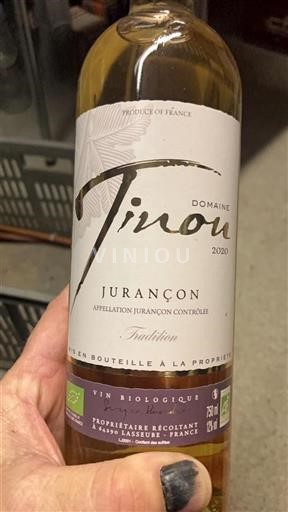 PRODUCE OF FRANCE
DOMAINE
Tinou
2020
VINIOU
JURANÇON
APPELLATION JURANÇON CONTRÔLÉE
Tradition
MIS EN BOUTEILLE À LA PROPRIÉTÉ
VIN BIOLOGIQUE
PROPRIÉTAIRE RÉCOLTANT
À 64290 LASSEUBE - FRANCE
750 ml